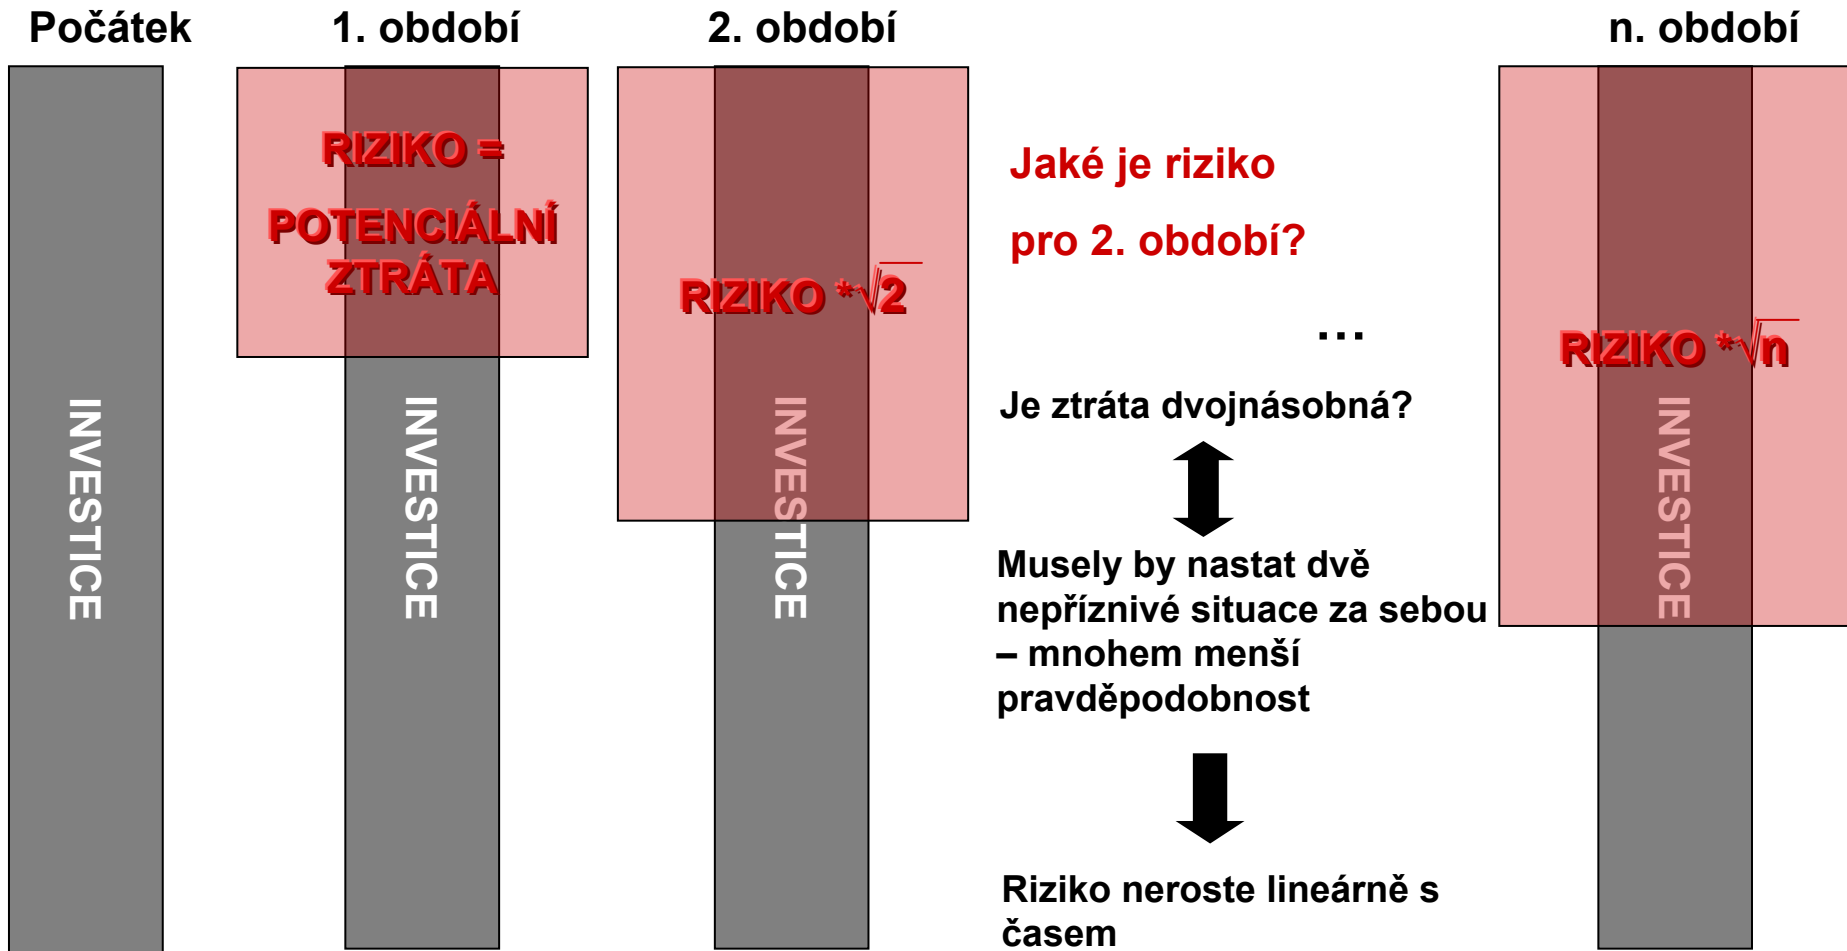 Počátek
1. období
2. období
n. období
INVESTICE
RIZIKO =
POTENCIÁLNÍ
ZTRÁTA
INVESTICE
RIZIKO *√2
INVESTICE
Jaké je riziko
pro 2. období?
...
Je ztráta dvojnásobná?
Musely by nastat dvě
nepříznivé situace za sebou
– mnohem menší
pravděpodobnost
Riziko neroste lineárně s
časem
RIZIKO *√n
INVESTICE